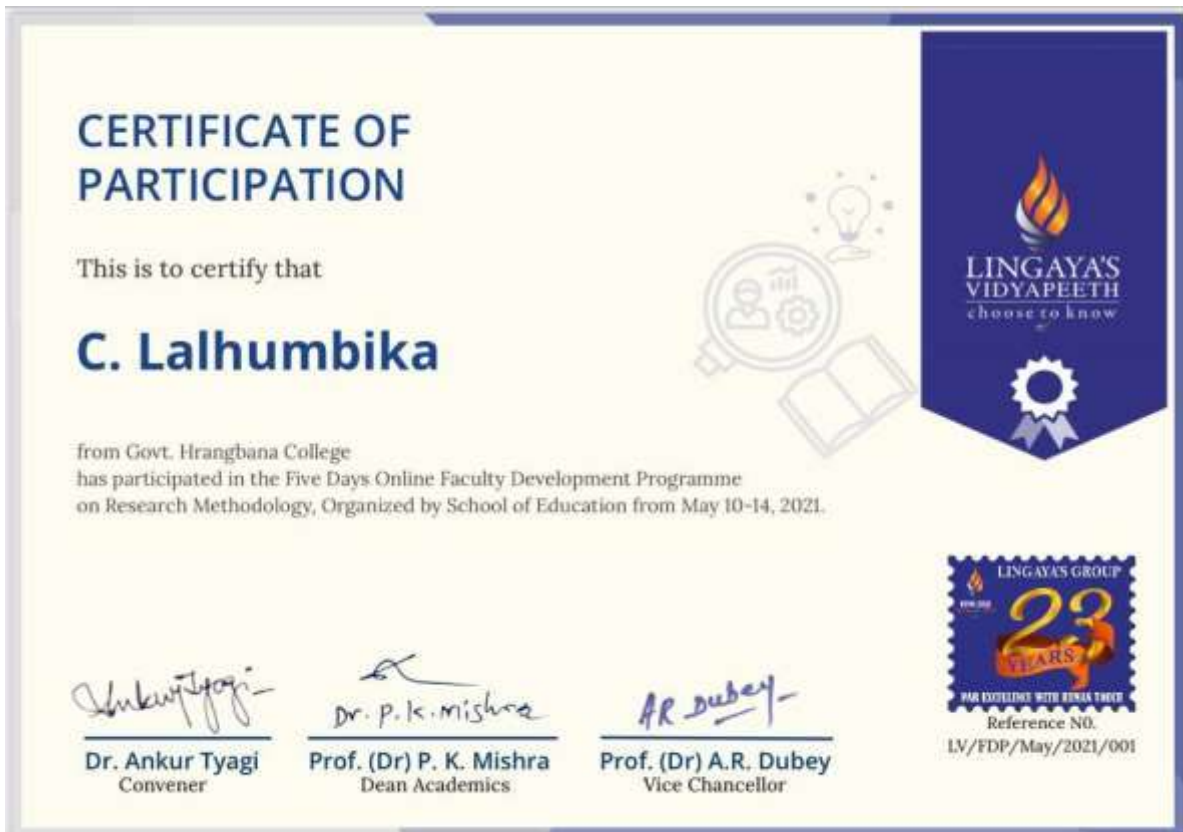 CERTIFICATE OF
PARTICIPATION
This is to certify that
C. Lalhumbika
from Govt. Hrangbana College
has participated in the Five Days Online Faculty Development Programme
on Research Methodology, Organized by School of Education from May 10-14, 2021.
LINGAYA'S
VIDYAPEETH
choose to know
LINGAYA'S GROUP
23
YEARS
PAR EXCELLENCE WITH HUMAN TOUCH
Reference N0.
LV/FDP/May/2021/001
Ankur Tyagi
Dr. P. K. Mishra
AR Dubey
Dr. Ankur Tyagi
Convener
Prof. (Dr) P. K. Mishra
Dean Academics
Prof. (Dr) A.R. Dubey
Vice Chancellor